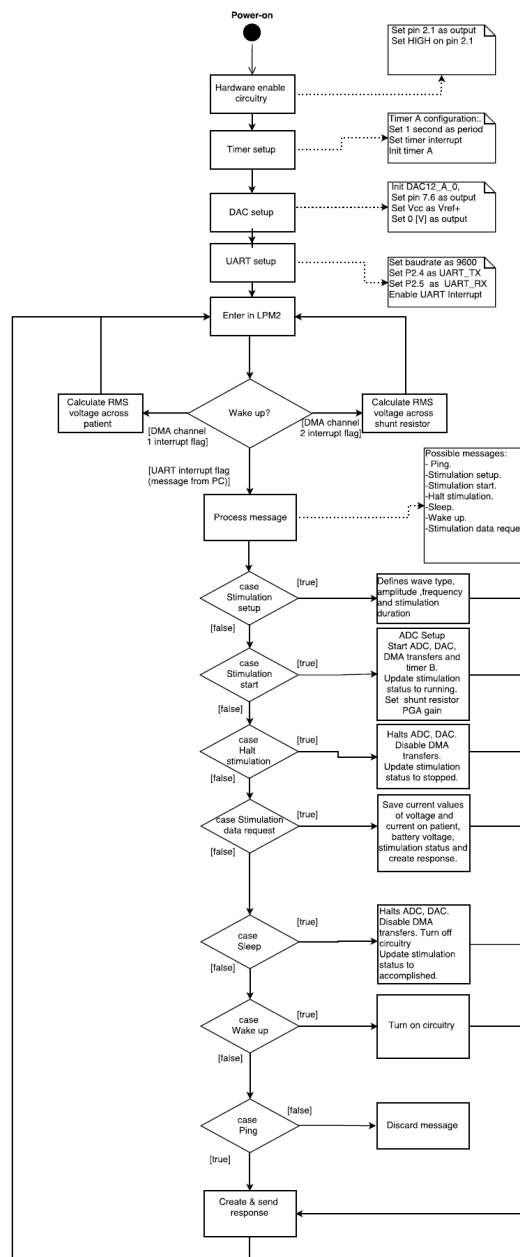 Power-on
Set pin 2.1 as output
Set HIGH on pin 2.1
Hardware enable
circuitry
Timer A configuration:.
Set 1 second as period
Set timer interrupt
Init timer A
Timer setup
Init DAC12_A_0,
Set pin 7.6 as output
Set Vcc as Vref+
Set 0 [V] as output
DAC setup
UART setup
Set baudrate as 9600
Set P2.4 as UART_TX
Set P2.5 as UART_RX
Enable UART Interrupt
Enter in LPM2
Calculate RMS
voltage across
patient
Wake up?
Calculate RMS
voltage across
shunt resistor
[DMA channel
1 interrupt flag]
[DMA channel
2 interrupt flag]
[UART interrupt flag
(message from PC)]
Possible messages:
- Ping.
-Stimulation setup.
-Stimulation start.
-Halt stimulation.
-Sleep.
-Wake up.
-Stimulation data reque
Process message
case
Stimulation
setup
[true]
[false]
Defines wave type,
amplitude ,frequency
and stimulation
duration
case
Stimulation
start
[true]
[false]
ADC Setup
Start ADC, DAC,
DMA transfers and
timer B.
Update stimulation
status to running.
Set shunt resistor
PGA gain
case
Halt
stimulation
[true]
[false]
Halts ADC, DAC.
Disable DMA
transfers.
Update stimulation
status to stopped.
case Stimulation
data request
[true]
[false]
Save current values
of voltage and
current on patient,
battery voltage,
stimulation status and
create response.
case
Sleep
[true]
[false]
Halts ADC, DAC.
Disable DMA
transfers. Turn off
circuitry
Update stimulation
status to
accomplished.
case
Wake up
[true]
[false]
Turn on circuitry
case
Ping
[false]
[true]
Discard message
Create & send
response